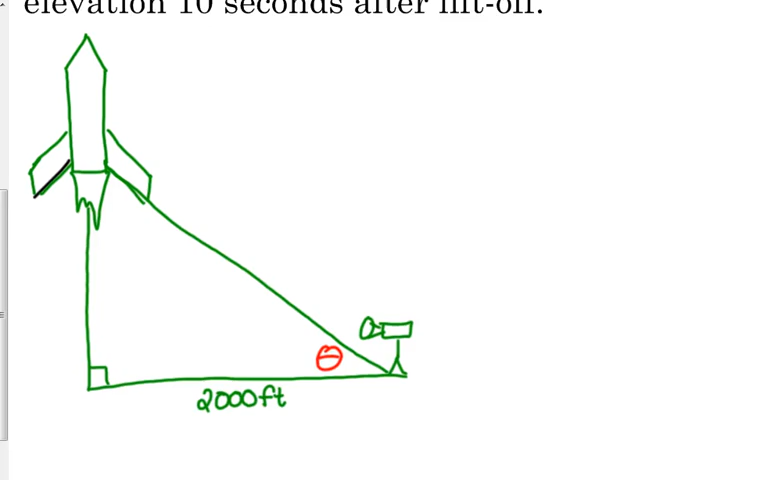 elevation 10 seconds after lift-off.
θ
2000ft